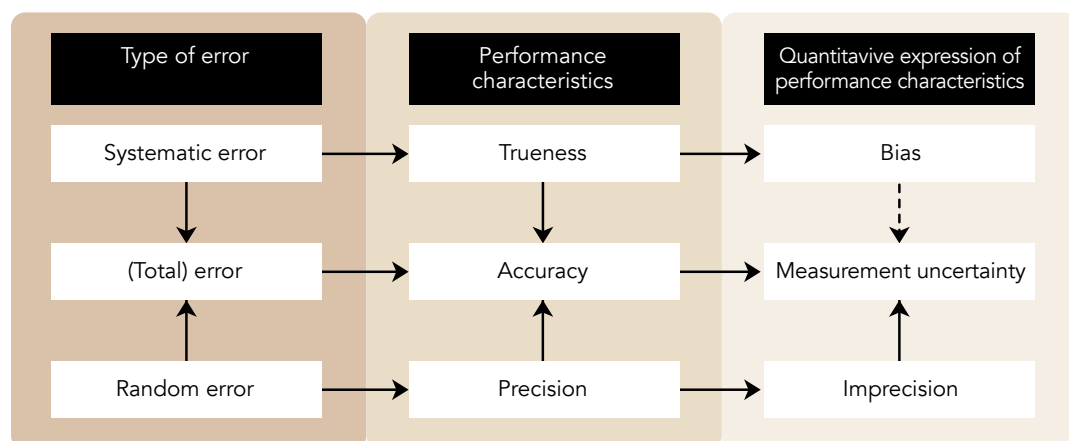 Type of error
Performance
characteristics
Quantitavive expression of
performance characteristics
Systematic error
Trueness
Bias
(Total) error
Accuracy
Measurement uncertainty
Random error
Precision
Imprecision